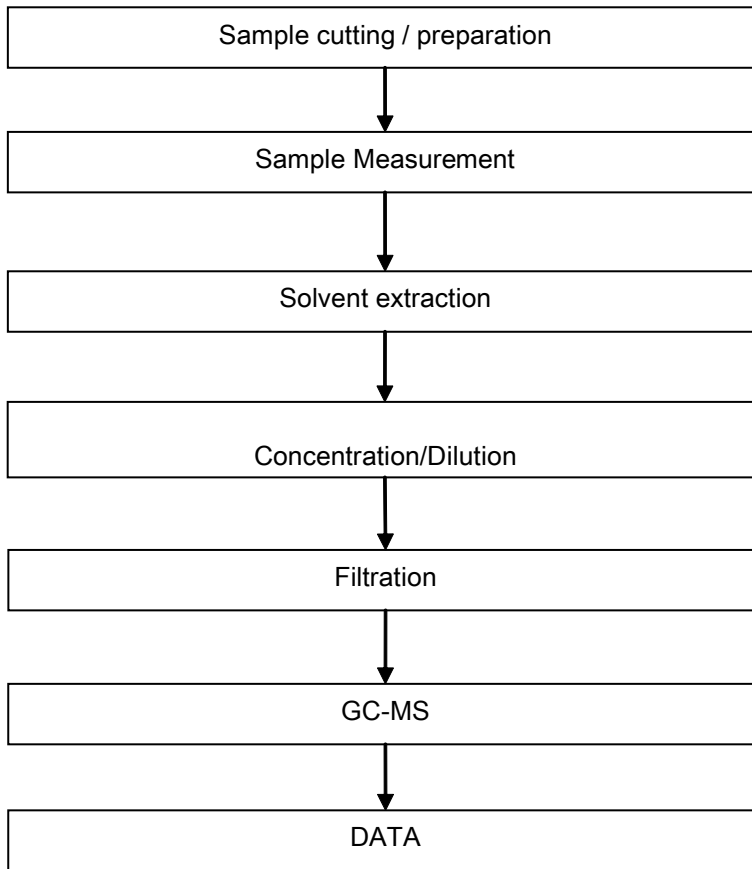 Sample cutting / preparation
Sample Measurement
Solvent extraction
Concentration/Dilution
Filtration
GC-MS
DATA